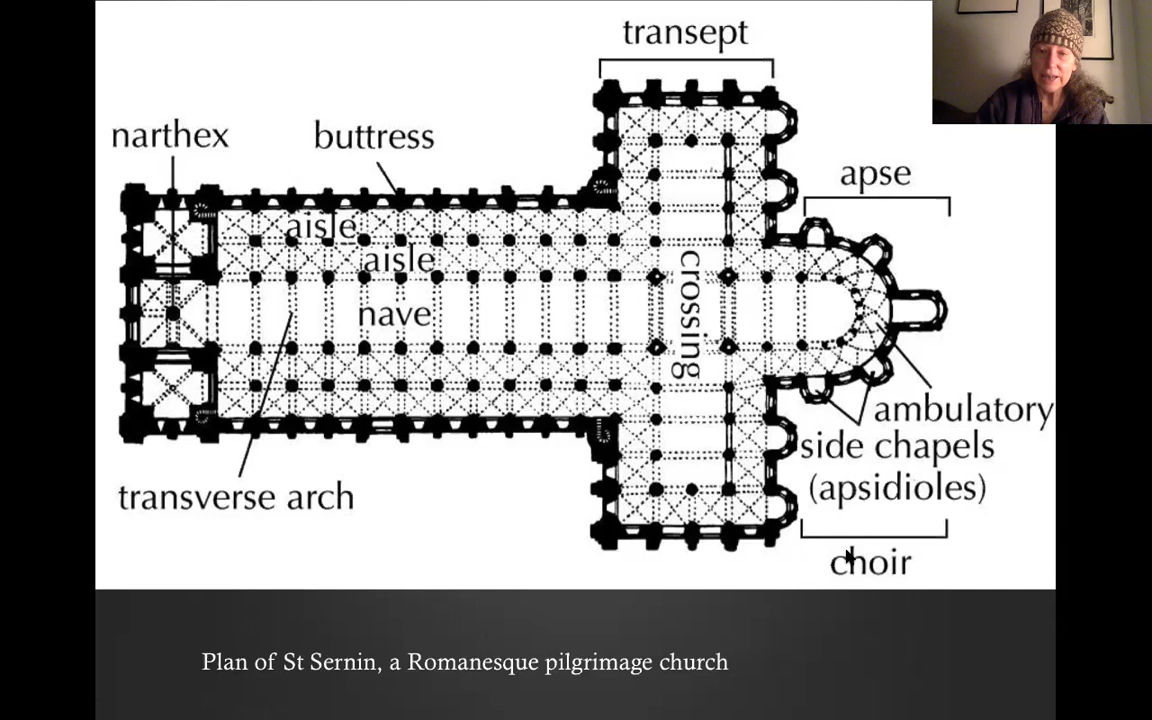 transept
narthex
buttress
apse
aisle
aisle
nave
crossing
ambulatory
side chapels
(apsidioles)
transverse arch
choir
Plan of St Sernin, a Romanesque pilgrimage church